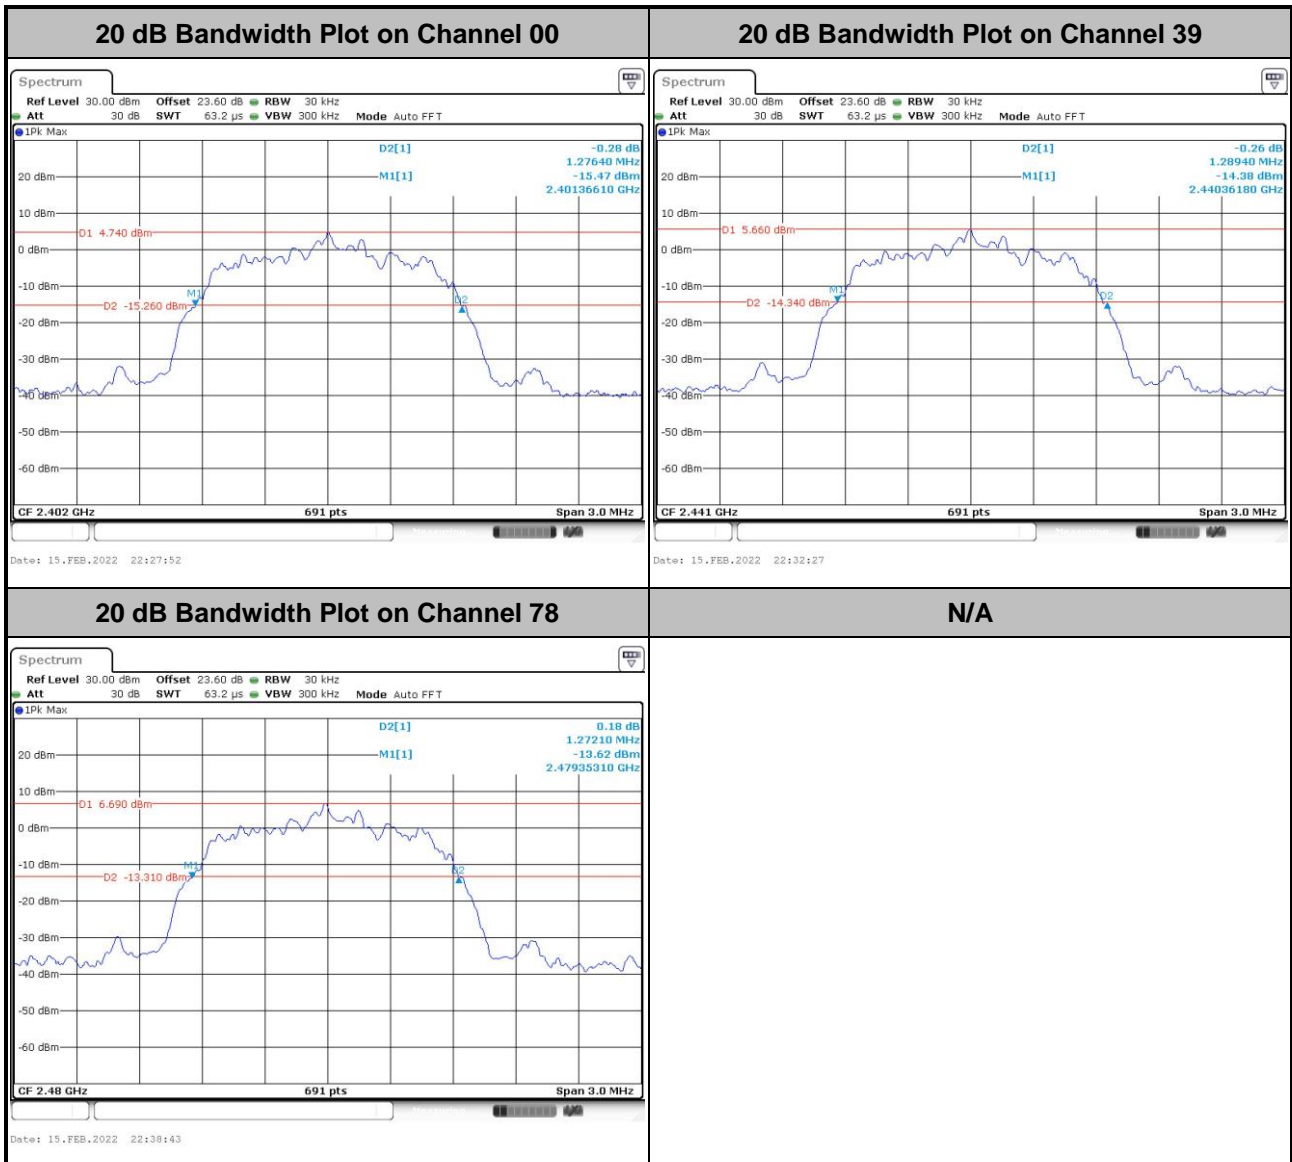 20 dB Bandwidth Plot on Channel 00
20 dB Bandwidth Plot on Channel 39
Spectrum
Ref Level 30.00 dBm Offset 23.60 dB RBW 30 kHz
Att 30 dB SWT 63.2 µs VBW 300 kHz Mode Auto FFT
1Pk Max
D2[1] -0.28 dB
1.27640 MHz
M1[1] -15.47 dBm
2.40136610 GHz
20 dBm
10 dBm
D1 4.740 dBm
0 dBm
-10 dBm
M1
D2 -15.260 dBm
D2
-20 dBm
-30 dBm
-40 dBm
-50 dBm
-60 dBm
CF 2.402 GHz 691 pts Span 3.0 MHz
Date: 15.FEB.2022 22:27:52
Spectrum
Ref Level 30.00 dBm Offset 23.60 dB RBW 30 kHz
Att 30 dB SWT 63.2 µs VBW 300 kHz Mode Auto FFT
1Pk Max
D2[1] -0.26 dB
1.28940 MHz
M1[1] -14.38 dBm
2.44036180 GHz
20 dBm
10 dBm
D1 5.660 dBm
0 dBm
-10 dBm
M1
D2 -14.340 dBm
D2
-20 dBm
-30 dBm
-40 dBm
-50 dBm
-60 dBm
CF 2.441 GHz 691 pts Span 3.0 MHz
Date: 15.FEB.2022 22:32:27
20 dB Bandwidth Plot on Channel 78
N/A
Spectrum
Ref Level 30.00 dBm Offset 23.60 dB RBW 30 kHz
Att 30 dB SWT 63.2 µs VBW 300 kHz Mode Auto FFT
1Pk Max
D2[1] 0.18 dB
1.27210 MHz
M1[1] -13.62 dBm
2.47935310 GHz
20 dBm
10 dBm
D1 6.690 dBm
0 dBm
-10 dBm
M1
D2 -13.310 dBm
D2
-20 dBm
-30 dBm
-40 dBm
-50 dBm
-60 dBm
CF 2.48 GHz 691 pts Span 3.0 MHz
Date: 15.FEB.2022 22:38:43